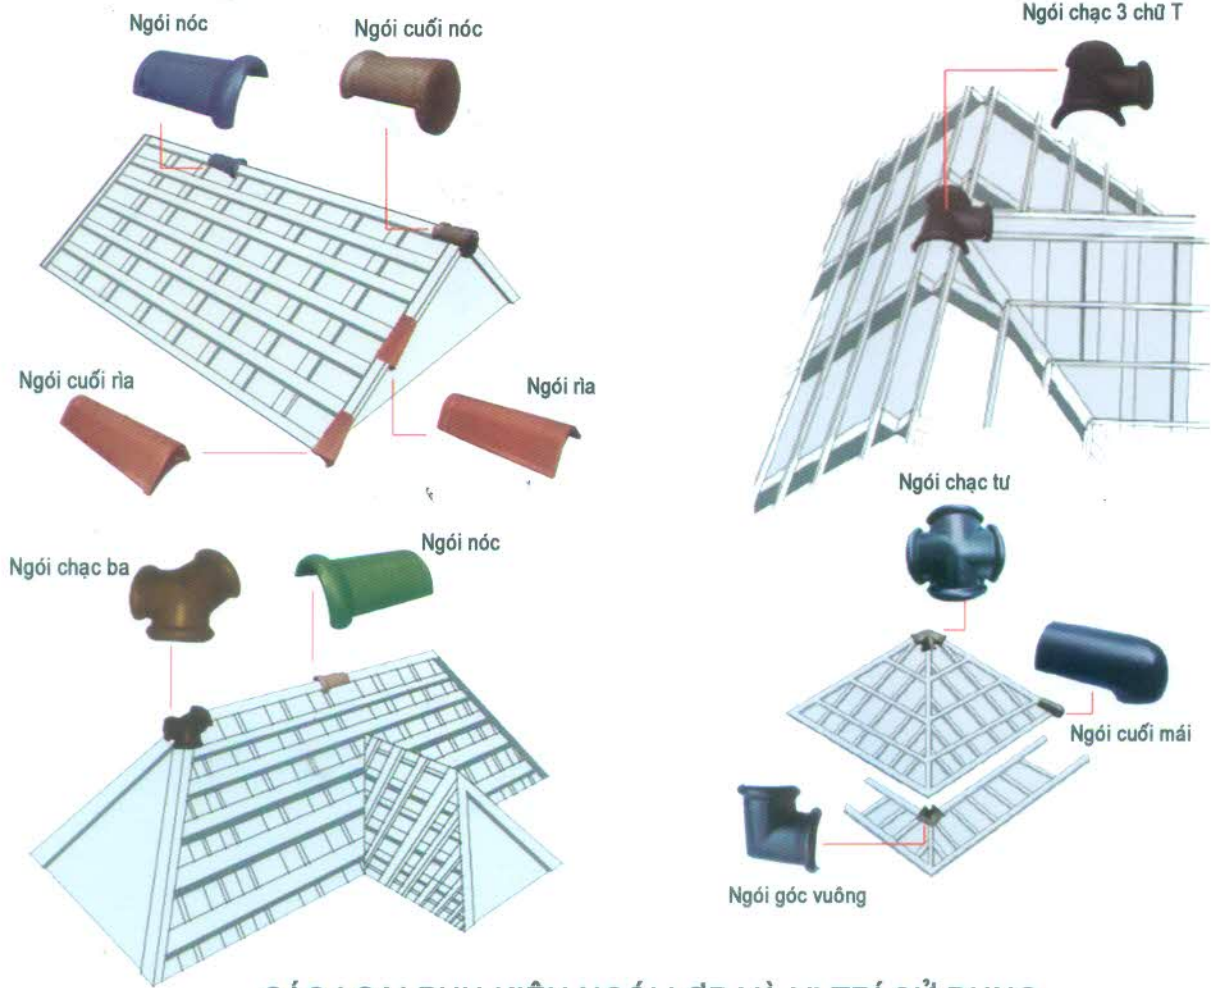 Ngói nóc
Ngói cuối nóc
Ngói chạc 3 chữ T
Ngói cuối rìa
Ngói rìa
Ngói chạc tư
Ngói chạc ba
Ngói nóc
Ngói cuối mái
Ngói góc vuông